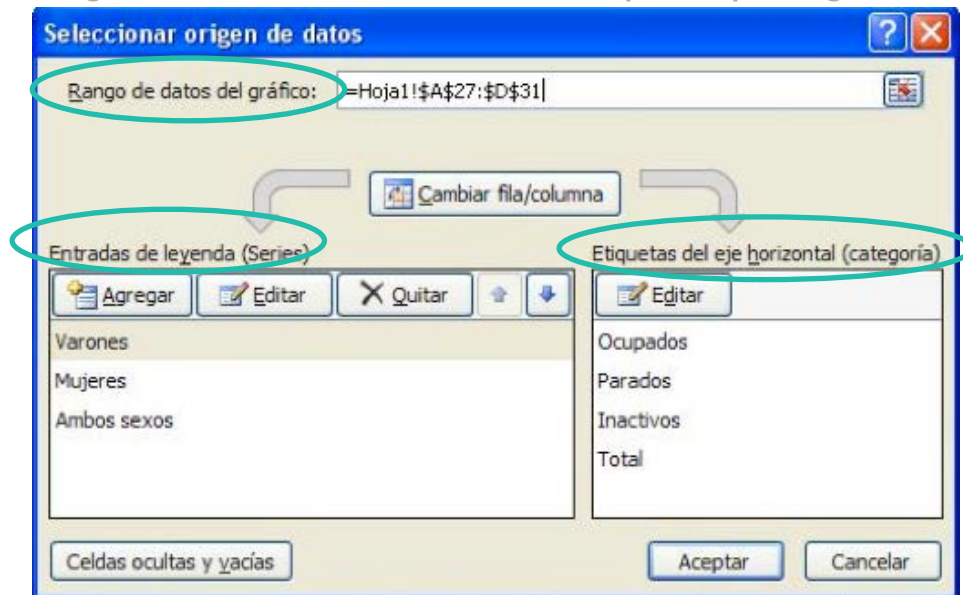 Seleccionar origen de datos
Rango de datos del gráfico: =Hoja1!$A$27:$D$31
Cambiar fila/columna
Entradas de leyenda (Series)
Etiquetas del eje horizontal (categoría)
Agregar Editar Quitar
Editar
Varones
Mujeres
Ambos sexos
Ocupados
Parados
Inactivos
Total
Celdas ocultas y vacías
Aceptar Cancelar